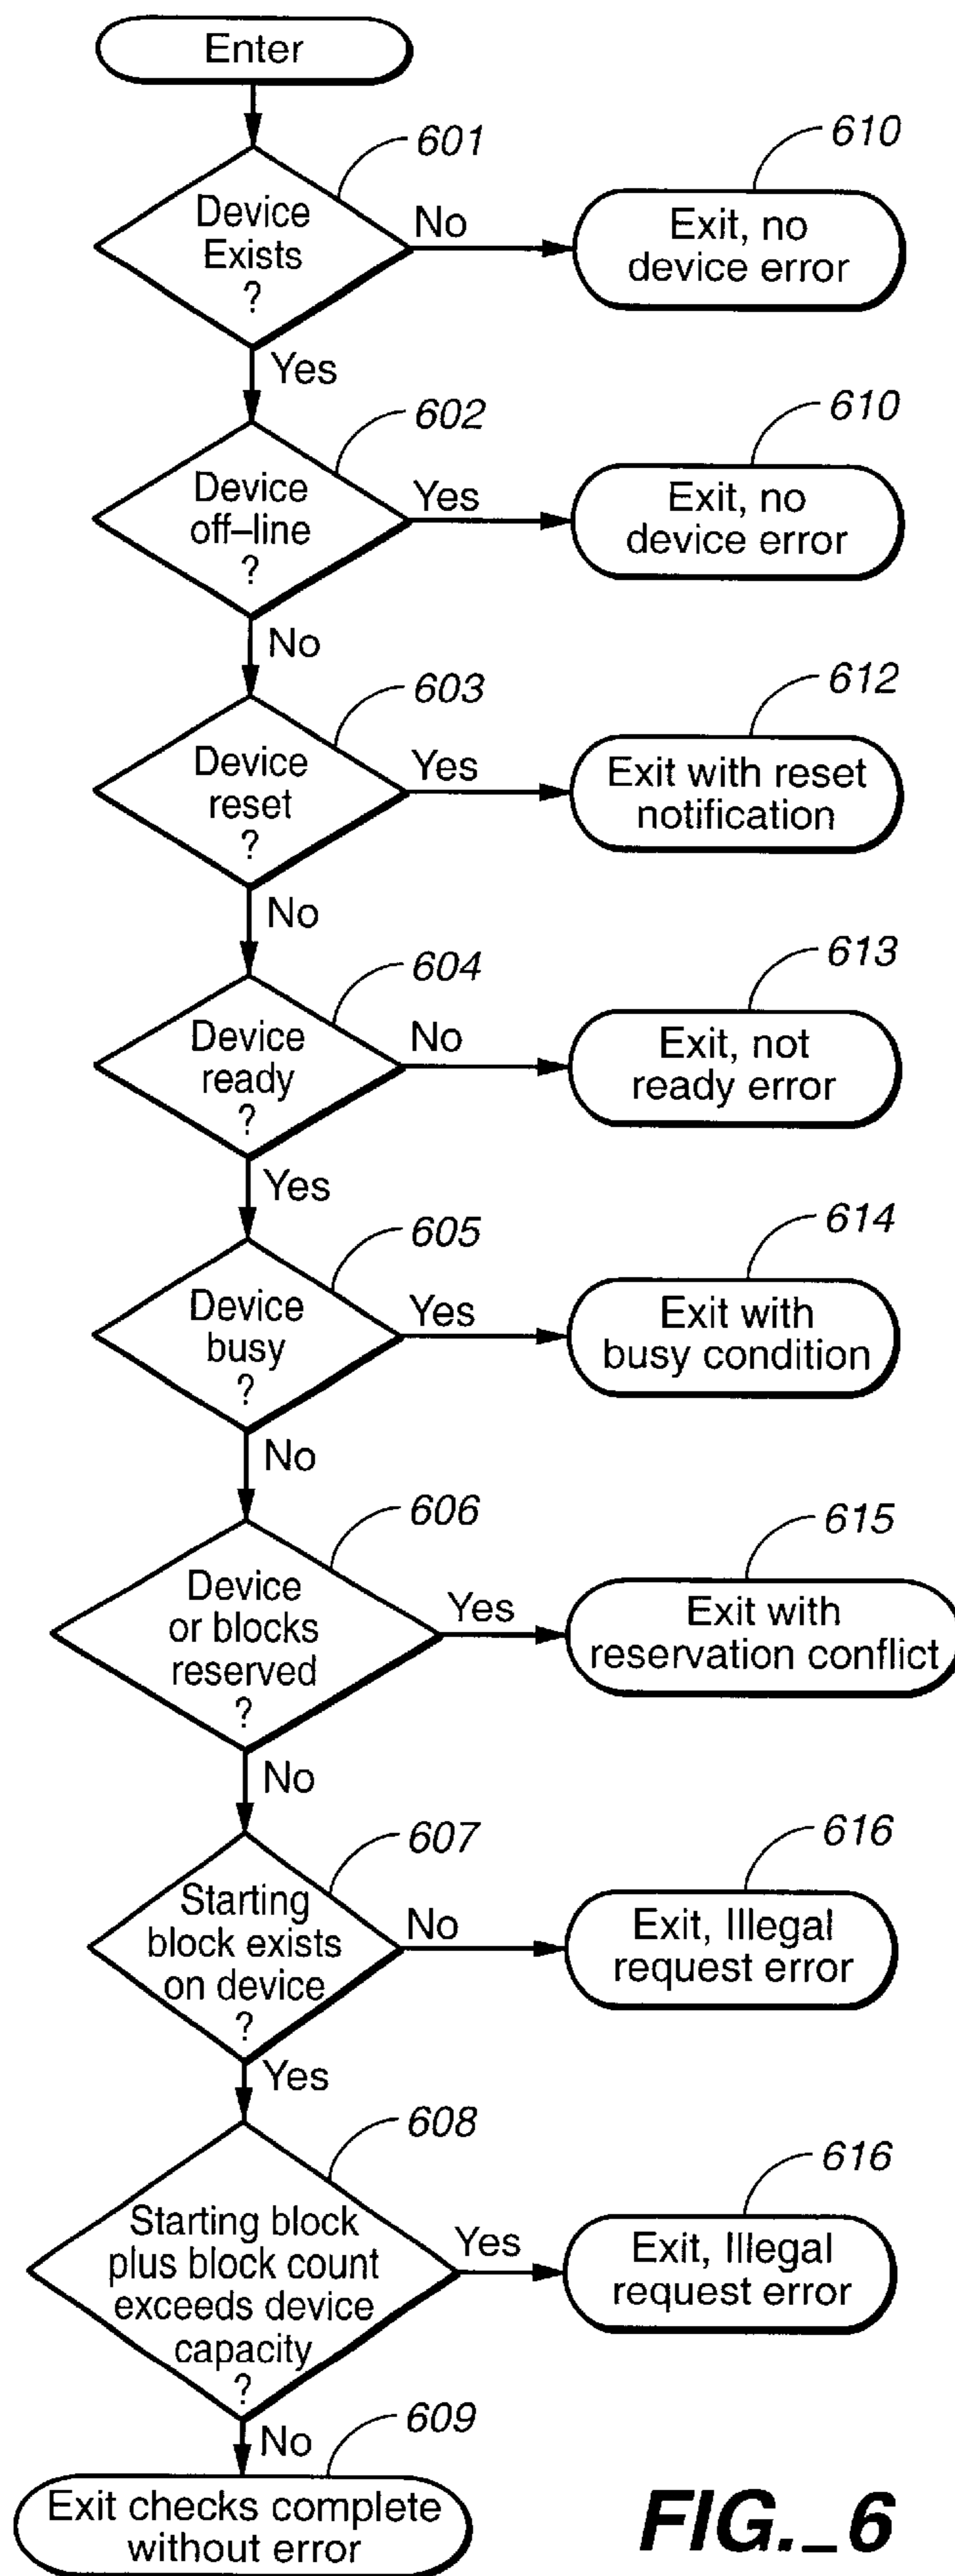 Enter
601
Device
Exists
?
No
610
Exit, no
device error
Yes
602
Device
off–line
?
Yes
610
Exit, no
device error
No
603
Device
reset
?
Yes
612
Exit with reset
notification
No
604
Device
ready
?
No
613
Exit, not
ready error
Yes
605
Device
busy
?
Yes
614
Exit with
busy condition
No
606
Device
or blocks
reserved
?
Yes
615
Exit with
reservation conflict
No
607
Starting
block exists
on device
?
No
616
Exit, Illegal
request error
Yes
608
Starting block
plus block count
exceeds device
capacity
?
Yes
616
Exit, Illegal
request error
No
609
Exit checks complete
without error
FIG._6